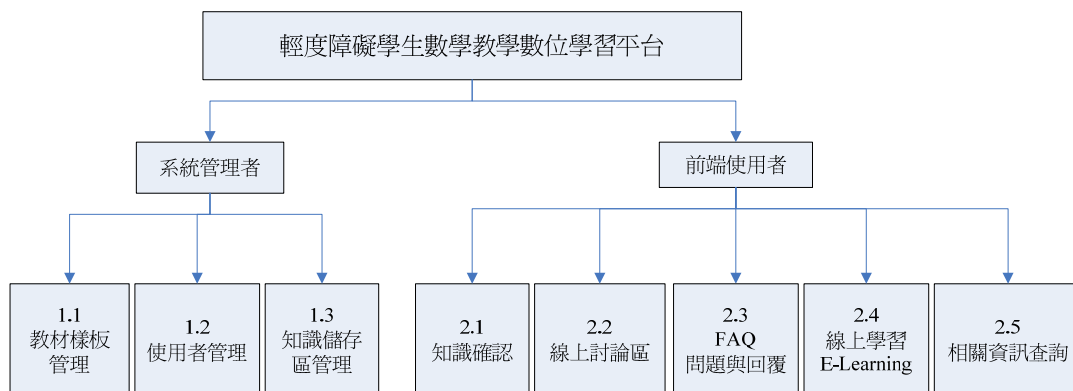 輕度障礙學生數學教學數位學習平台
系統管理者
前端使用者
1.1
教材樣板
管理
1.2
使用者管理
1.3
知識儲存
區管理
2.1
知識確認
2.2
線上討論區
2.3
FAQ
問題與回覆
2.4
線上學習
E-Learning
2.5
相關資訊查詢